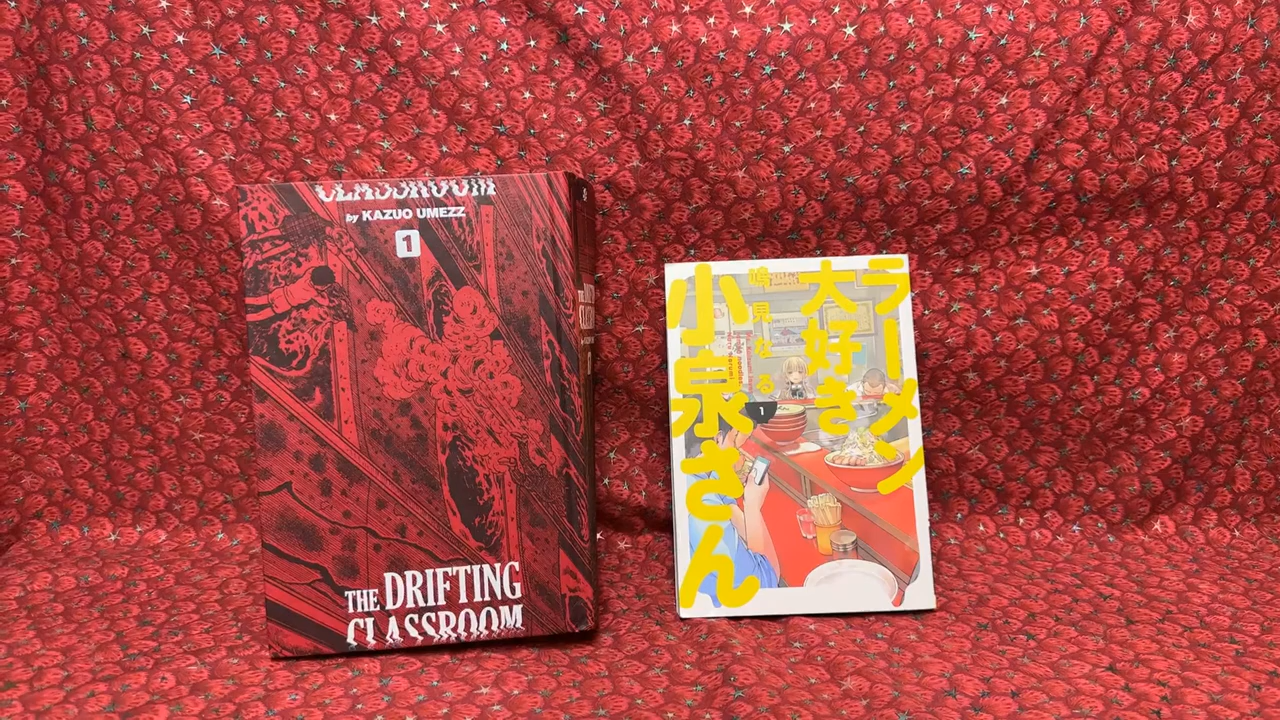 CLASSROOM
by KAZUO UMEZZ
1
THE DRIFTING
CLASSROOM
ラーメン
大好き
小泉さん
鳴見なる
1